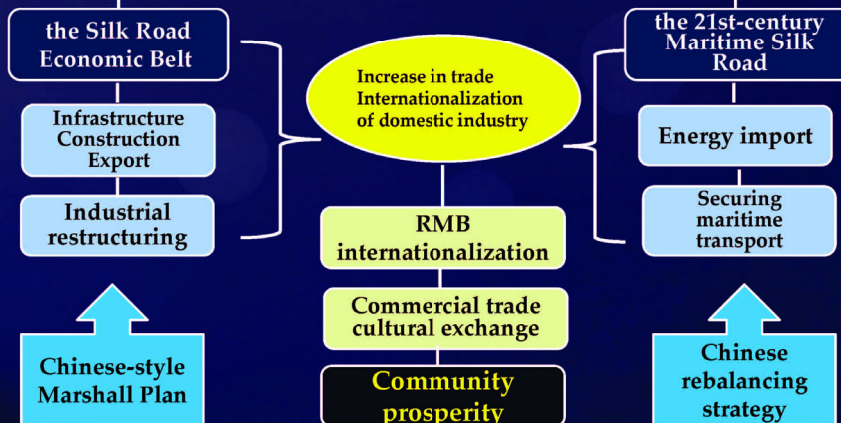 the Silk Road
Economic Belt
Infrastructure
Construction
Export
Industrial
restructuring
Chinese-style
Marshall Plan
Increase in trade
Internationalization
of domestic industry
RMB
internationalization
Commercial trade
cultural exchange
Community
prosperity
the 21st-century
Maritime Silk
Road
Energy import
Securing
maritime
transport
Chinese
rebalancing
strategy